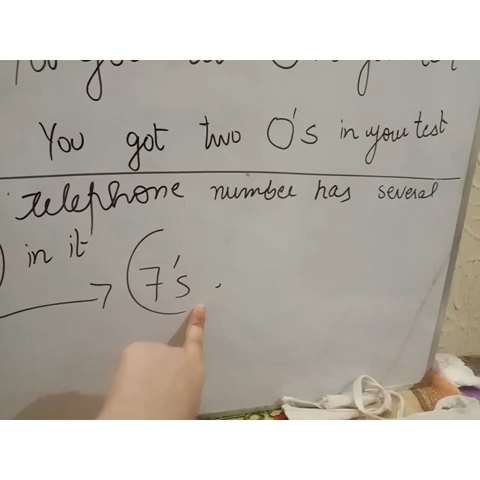 You got two O's in your test
telephone number has several
in it
7's.